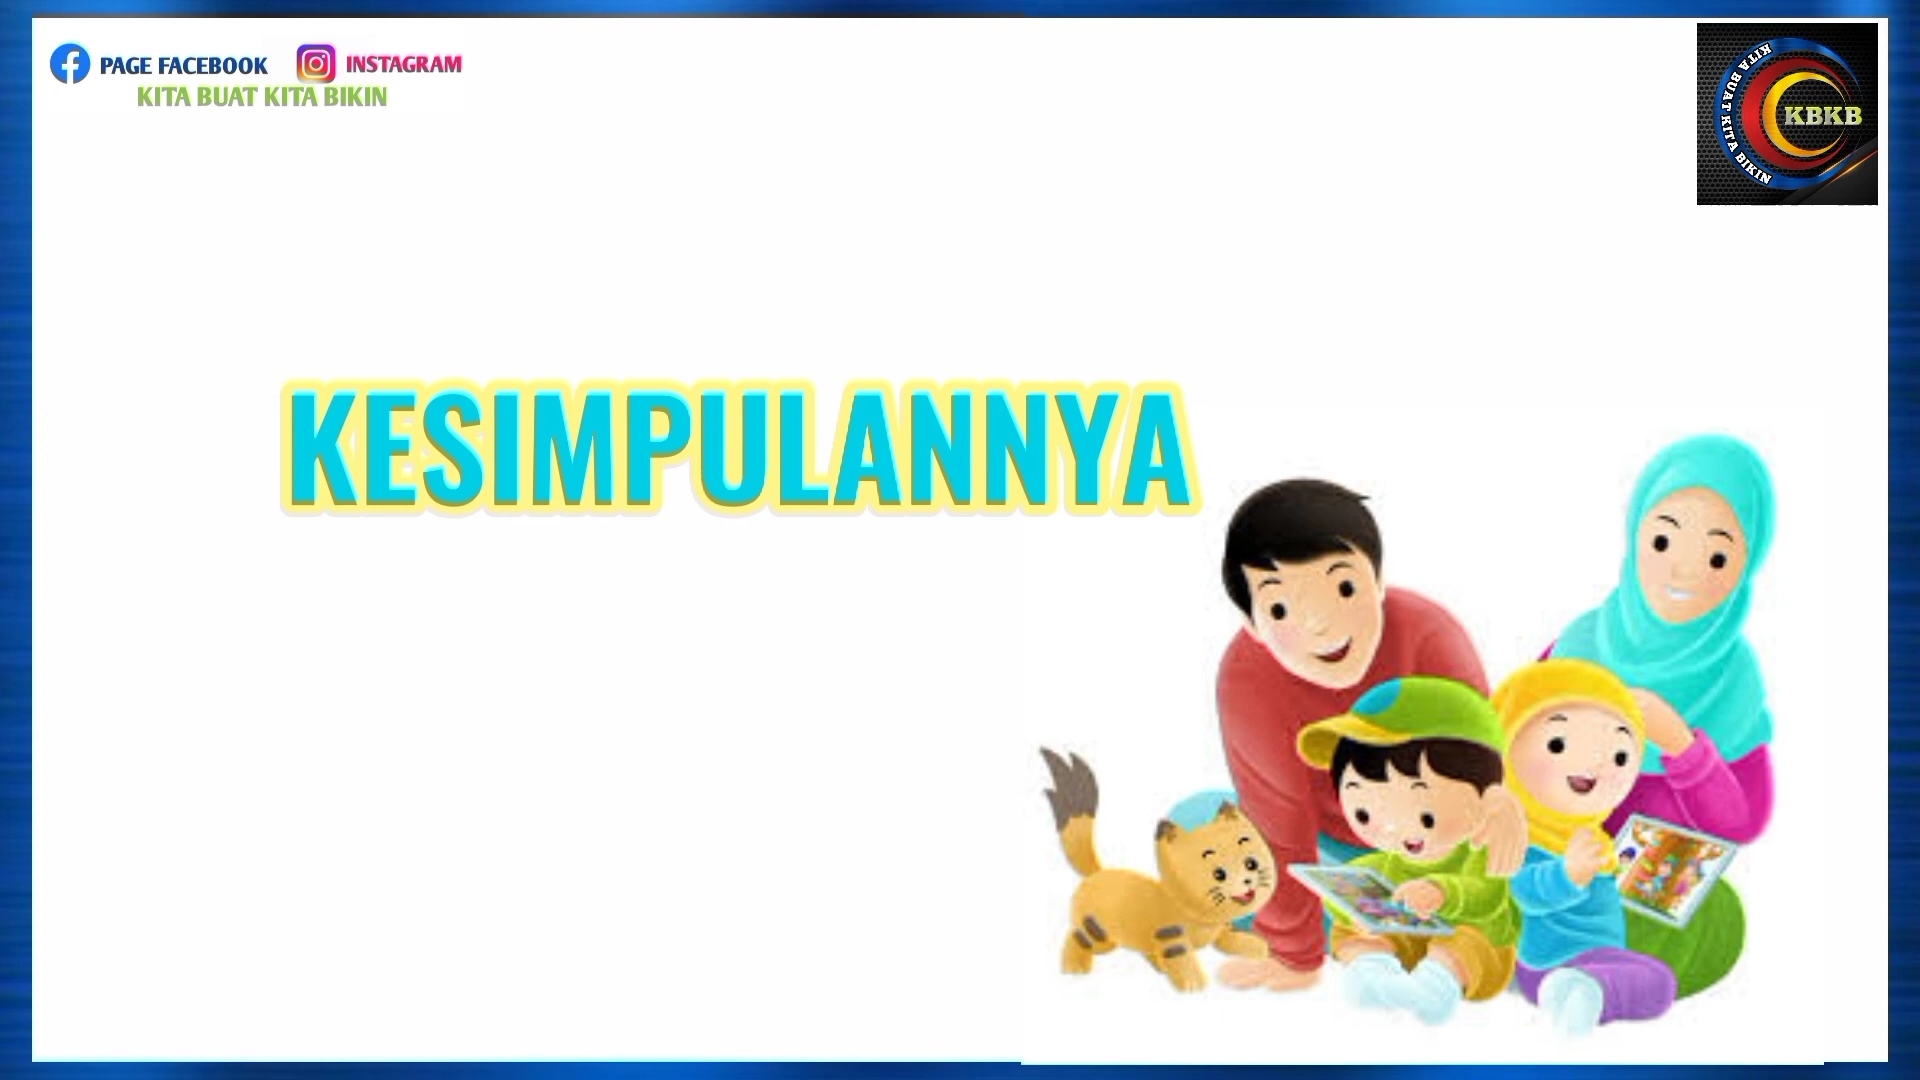 PAGE FACEBOOK INSTAGRAM
KITA BUAT KITA BIKIN
KITA BUAT KITA BIKIN
KBKB
KESIMPULANNYA